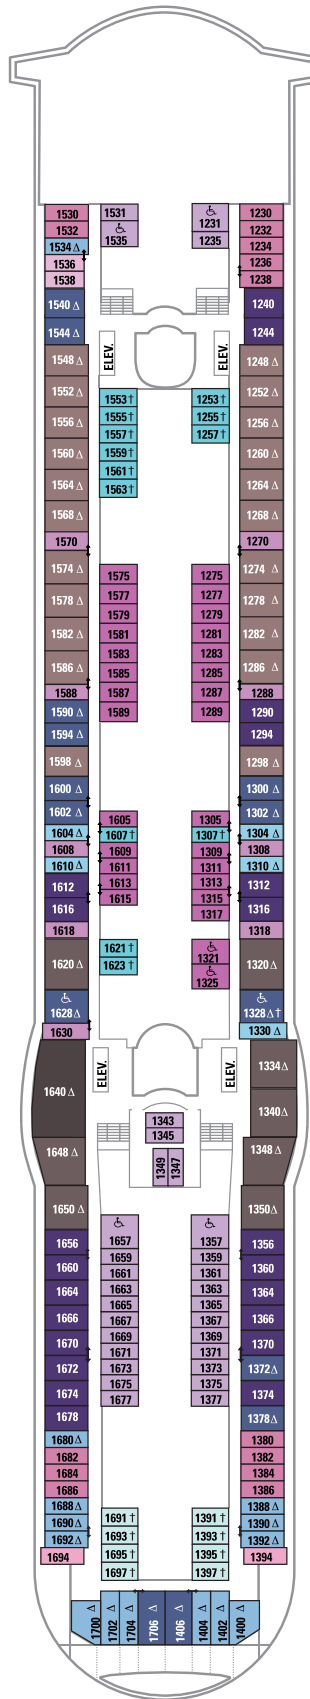 1530 1531 ♿ 1231 1230
1532 ♿ 1535 1235 1232
1534 Δ 1234
1536 1236
1538 1238
1540 Δ 1240
1544 Δ 1244
ELEV. ELEV.
1548 Δ 1248 Δ
1552 Δ 1553 † 1253 † 1252 Δ
1555 † 1255 †
1556 Δ 1557 † 1257 † 1256 Δ
1560 Δ 1559 † 1260 Δ
1561 †
1564 Δ 1563 † 1264 Δ
1568 Δ 1268 Δ
1570 1270
1574 Δ 1575 1275 1274 Δ
1578 Δ 1577 1277 1278 Δ
1579 1279
1582 Δ 1581 1281 1282 Δ
1583 1283
1586 Δ 1585 1285 1286 Δ
1588 1587 1287 1288
1590 Δ 1589 1289 1290
1594 Δ 1294
1598 Δ 1298 Δ
1600 Δ 1300 Δ
1602 Δ 1605 1305 1302 Δ
1604 Δ 1607 † 1307 † 1304 Δ
1608 1609 1309 1308
1610 Δ 1611 1311 1310 Δ
1612 1613 1313 1312
1616 1615 1315 1316
1317
1618 1318
1620 Δ 1621 † ♿ 1321 1320 Δ
1623 † ♿ 1325
♿ 1628 Δ ♿ 1328 Δ †
1630 1330 Δ
ELEV. ELEV.
1640 Δ 1334 Δ
1340 Δ
1343
1345
1648 Δ 1349 1347 1348 Δ
1650 Δ 1350 Δ
1656 ♿ 1657 ♿ 1357 1356
1659 1359
1660 1661 1361 1360
1664 1663 1363 1364
1665 1365
1666 1667 1367 1366
1670 1669 1369 1370
1671 1371
1672 1673 1373 1372 Δ
1674 1675 1375 1374
1677 1377
1678 1378 Δ
1680 Δ 1380
1682 1382
1684 1384
1686 1386
1688 Δ 1691 † 1391 † 1388 Δ
1690 Δ 1693 † 1393 † 1390 Δ
1692 Δ 1695 † 1395 † 1392 Δ
1694 1697 † 1397 † 1394
1700 Δ 1702 Δ 1704 Δ 1706 Δ 1406 Δ 1404 Δ 1402 Δ 1400 Δ